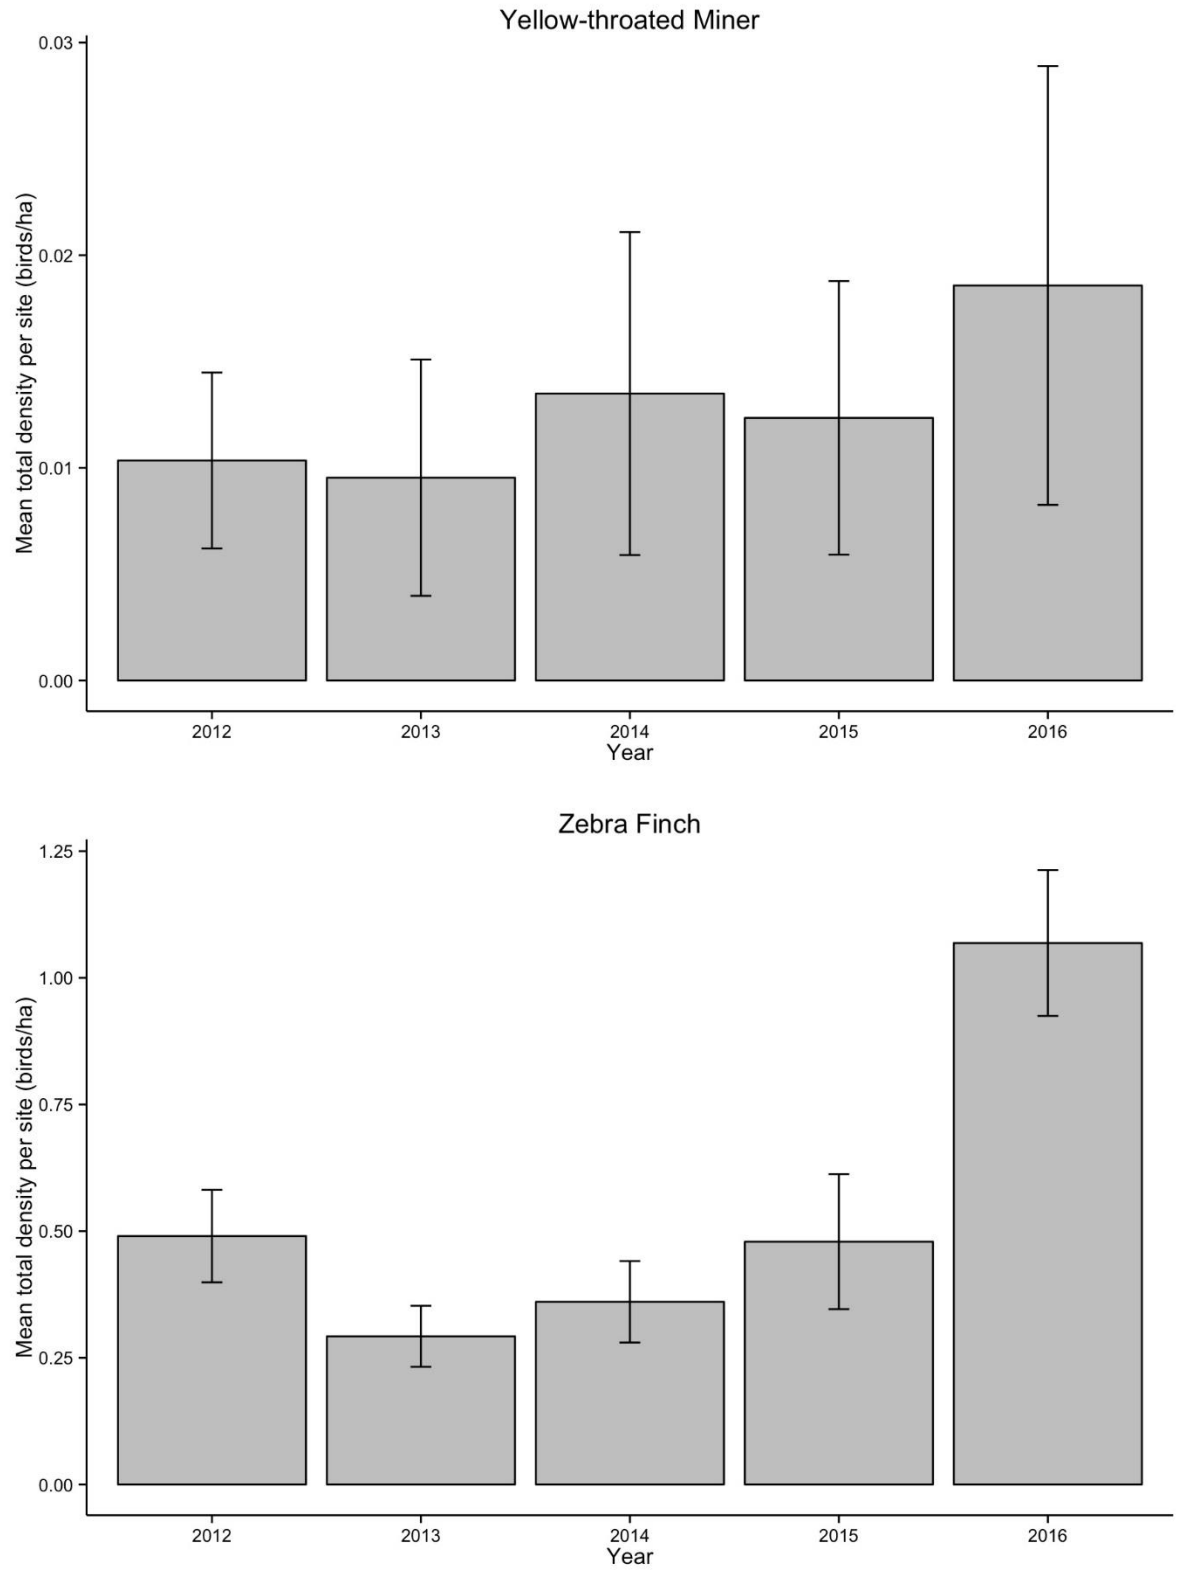 Yellow-throated Miner
Mean total density per site (birds/ha)
0.03
0.02
0.01
0.00
2012 2013 2014 2015 2016
Year
Zebra Finch
Mean total density per site (birds/ha)
1.25
1.00
0.75
0.50
0.25
0.00
2012 2013 2014 2015 2016
Year